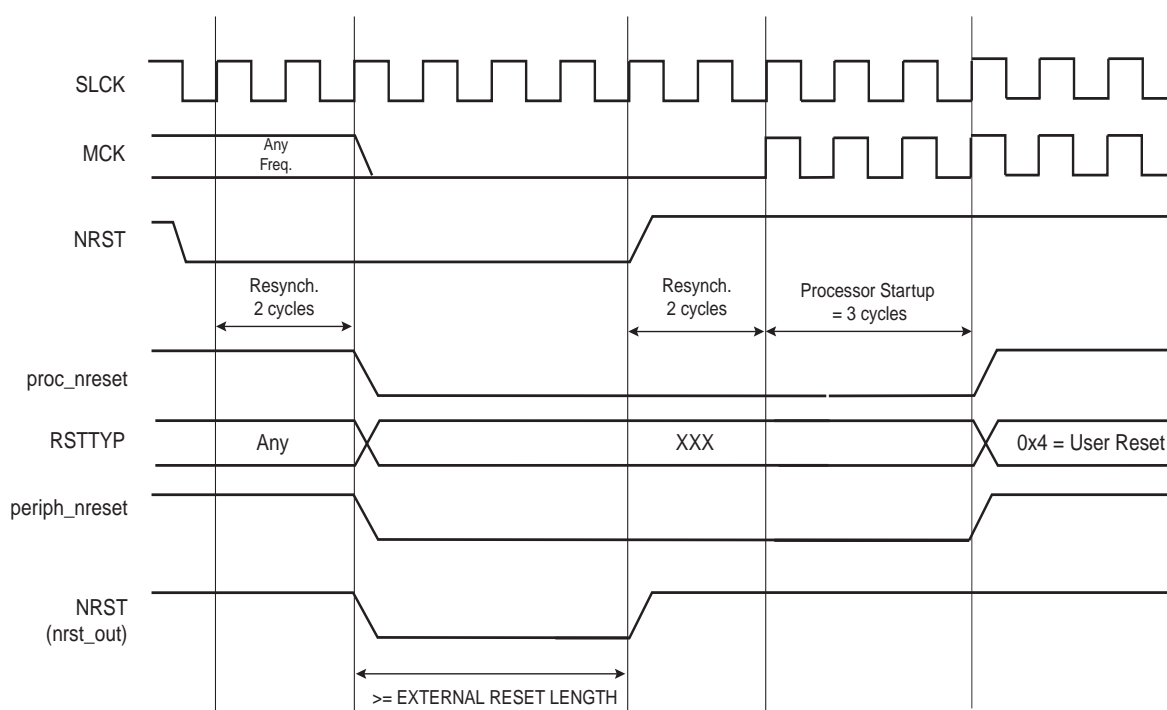 SLCK
MCK
Any
Freq.
NRST
Resynch.
2 cycles
Resynch.
2 cycles
Processor Startup
= 3 cycles
proc_nreset
RSTTYP
Any
XXX
0x4 = User Reset
periph_nreset
NRST
(nrst_out)
>= EXTERNAL RESET LENGTH